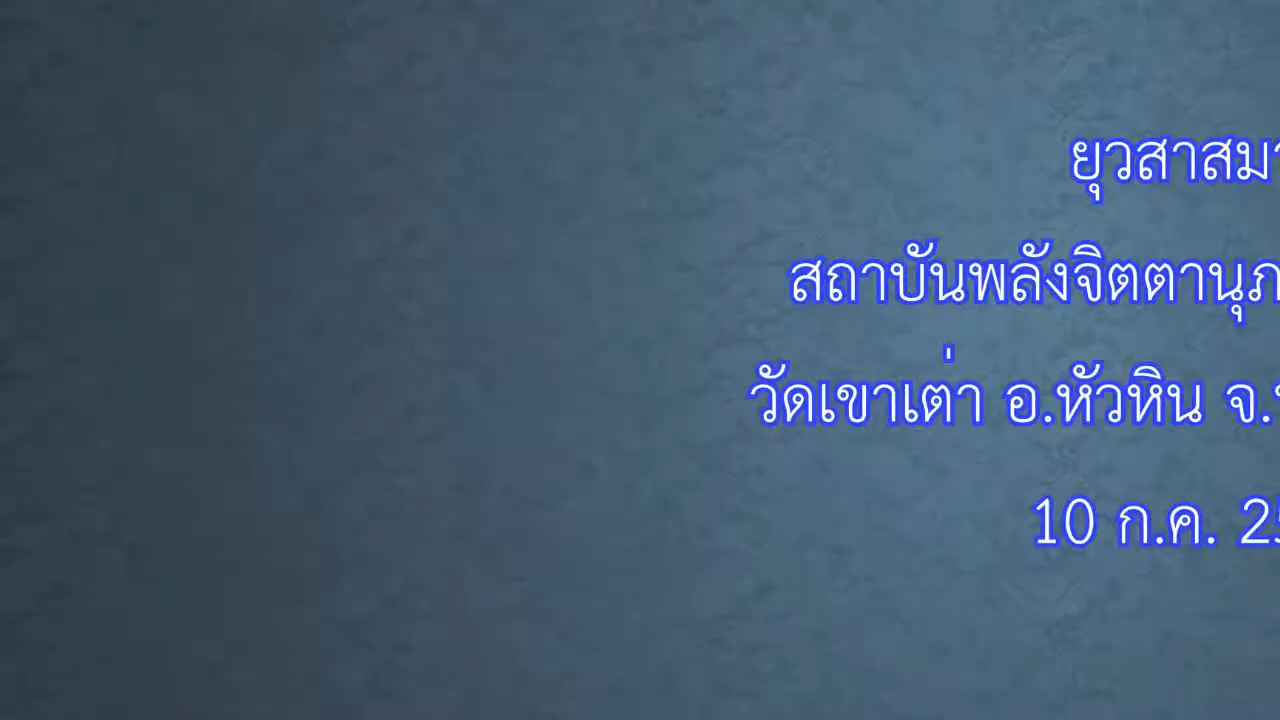 ยุวสาสมา
สถาบันพลังจิตตานุภ
วัดเขาเต่า อ.หัวหิน จ.
10 ก.ค. 25